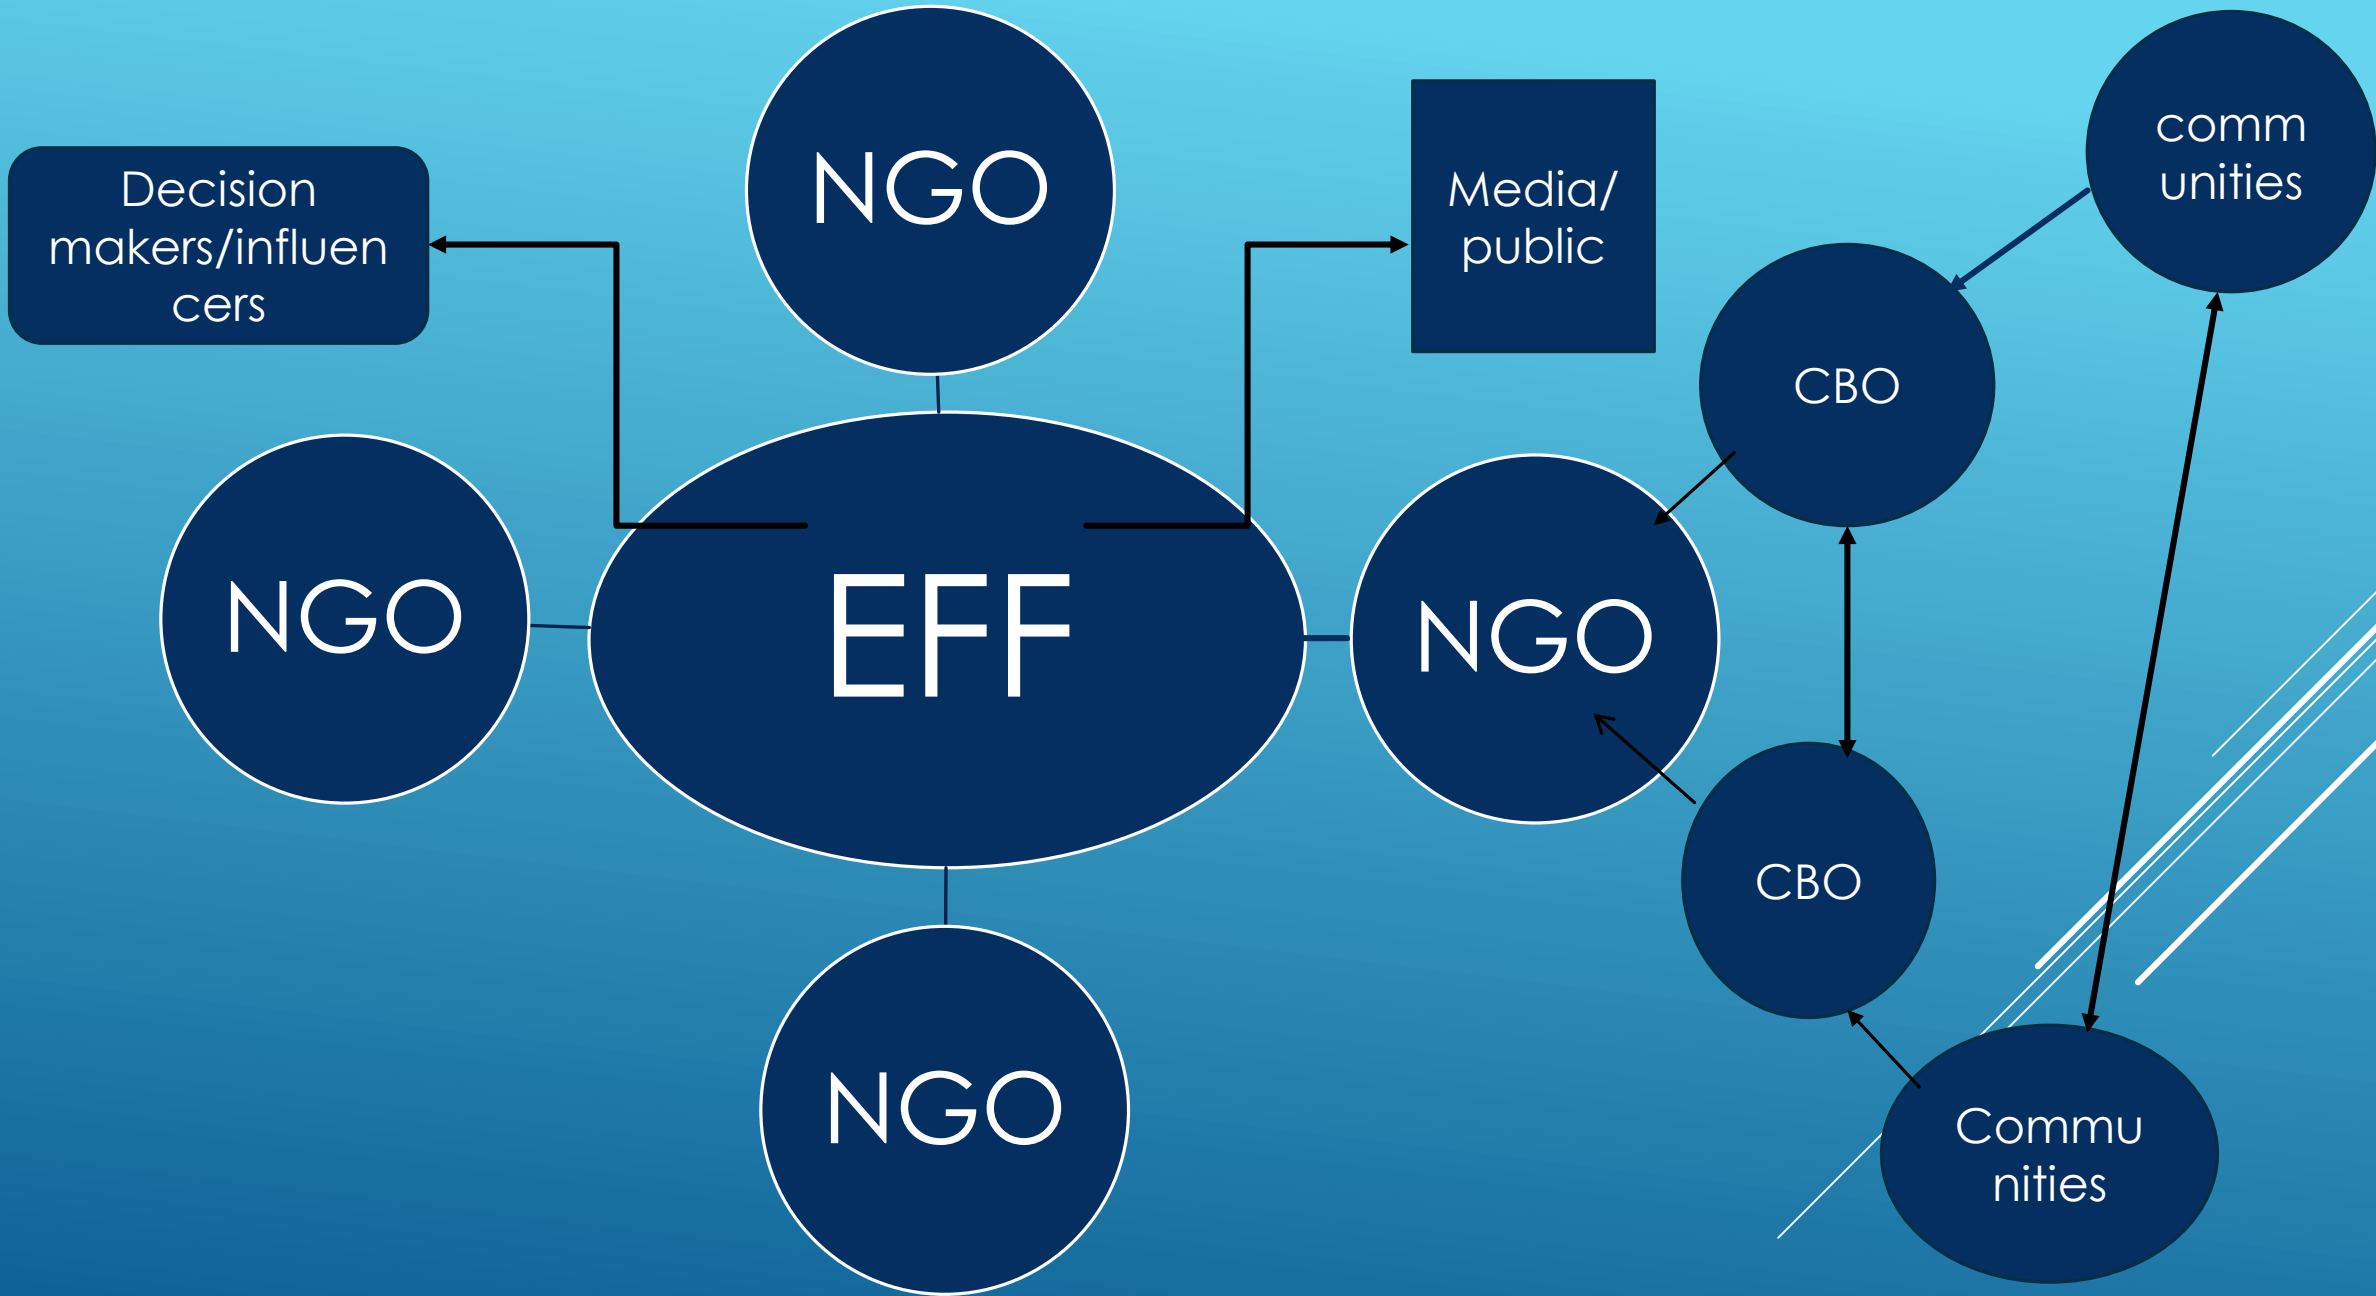 NGO
Decision
makers/influen
cers
Media/
public
comm
unities
CBO
NGO
EFF
NGO
CBO
NGO
Commu
nities